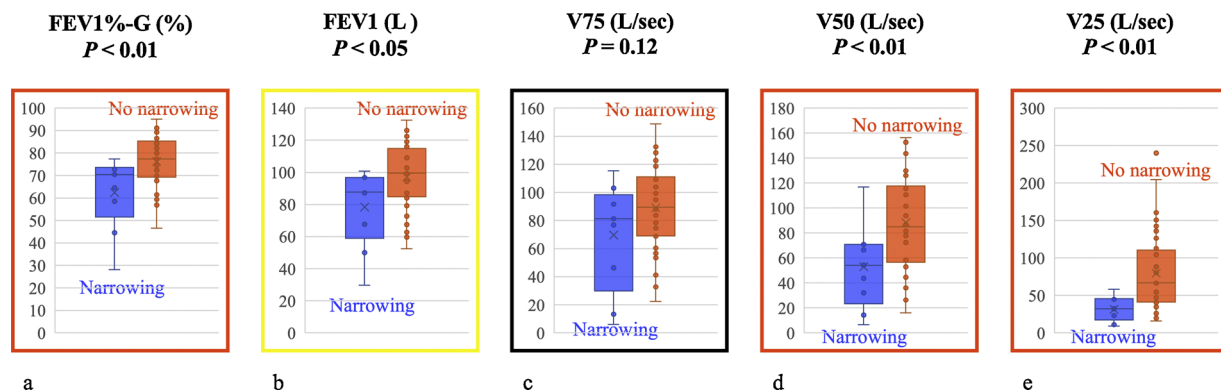 FEV1%-G (%)
P < 0.01
FEV1 (L )
P < 0.05
V75 (L/sec)
P = 0.12
V50 (L/sec)
P < 0.01
V25 (L/sec)
P < 0.01
100
90
80
70
60
50
40
30
20
10
0
No narrowing
Narrowing
140
120
100
80
60
40
20
0
No narrowing
Narrowing
160
140
120
100
80
60
40
20
0
No narrowing
Narrowing
180
160
140
120
100
80
60
40
20
0
No narrowing
Narrowing
300
250
200
150
100
50
0
No narrowing
Narrowing
a
b
c
d
e